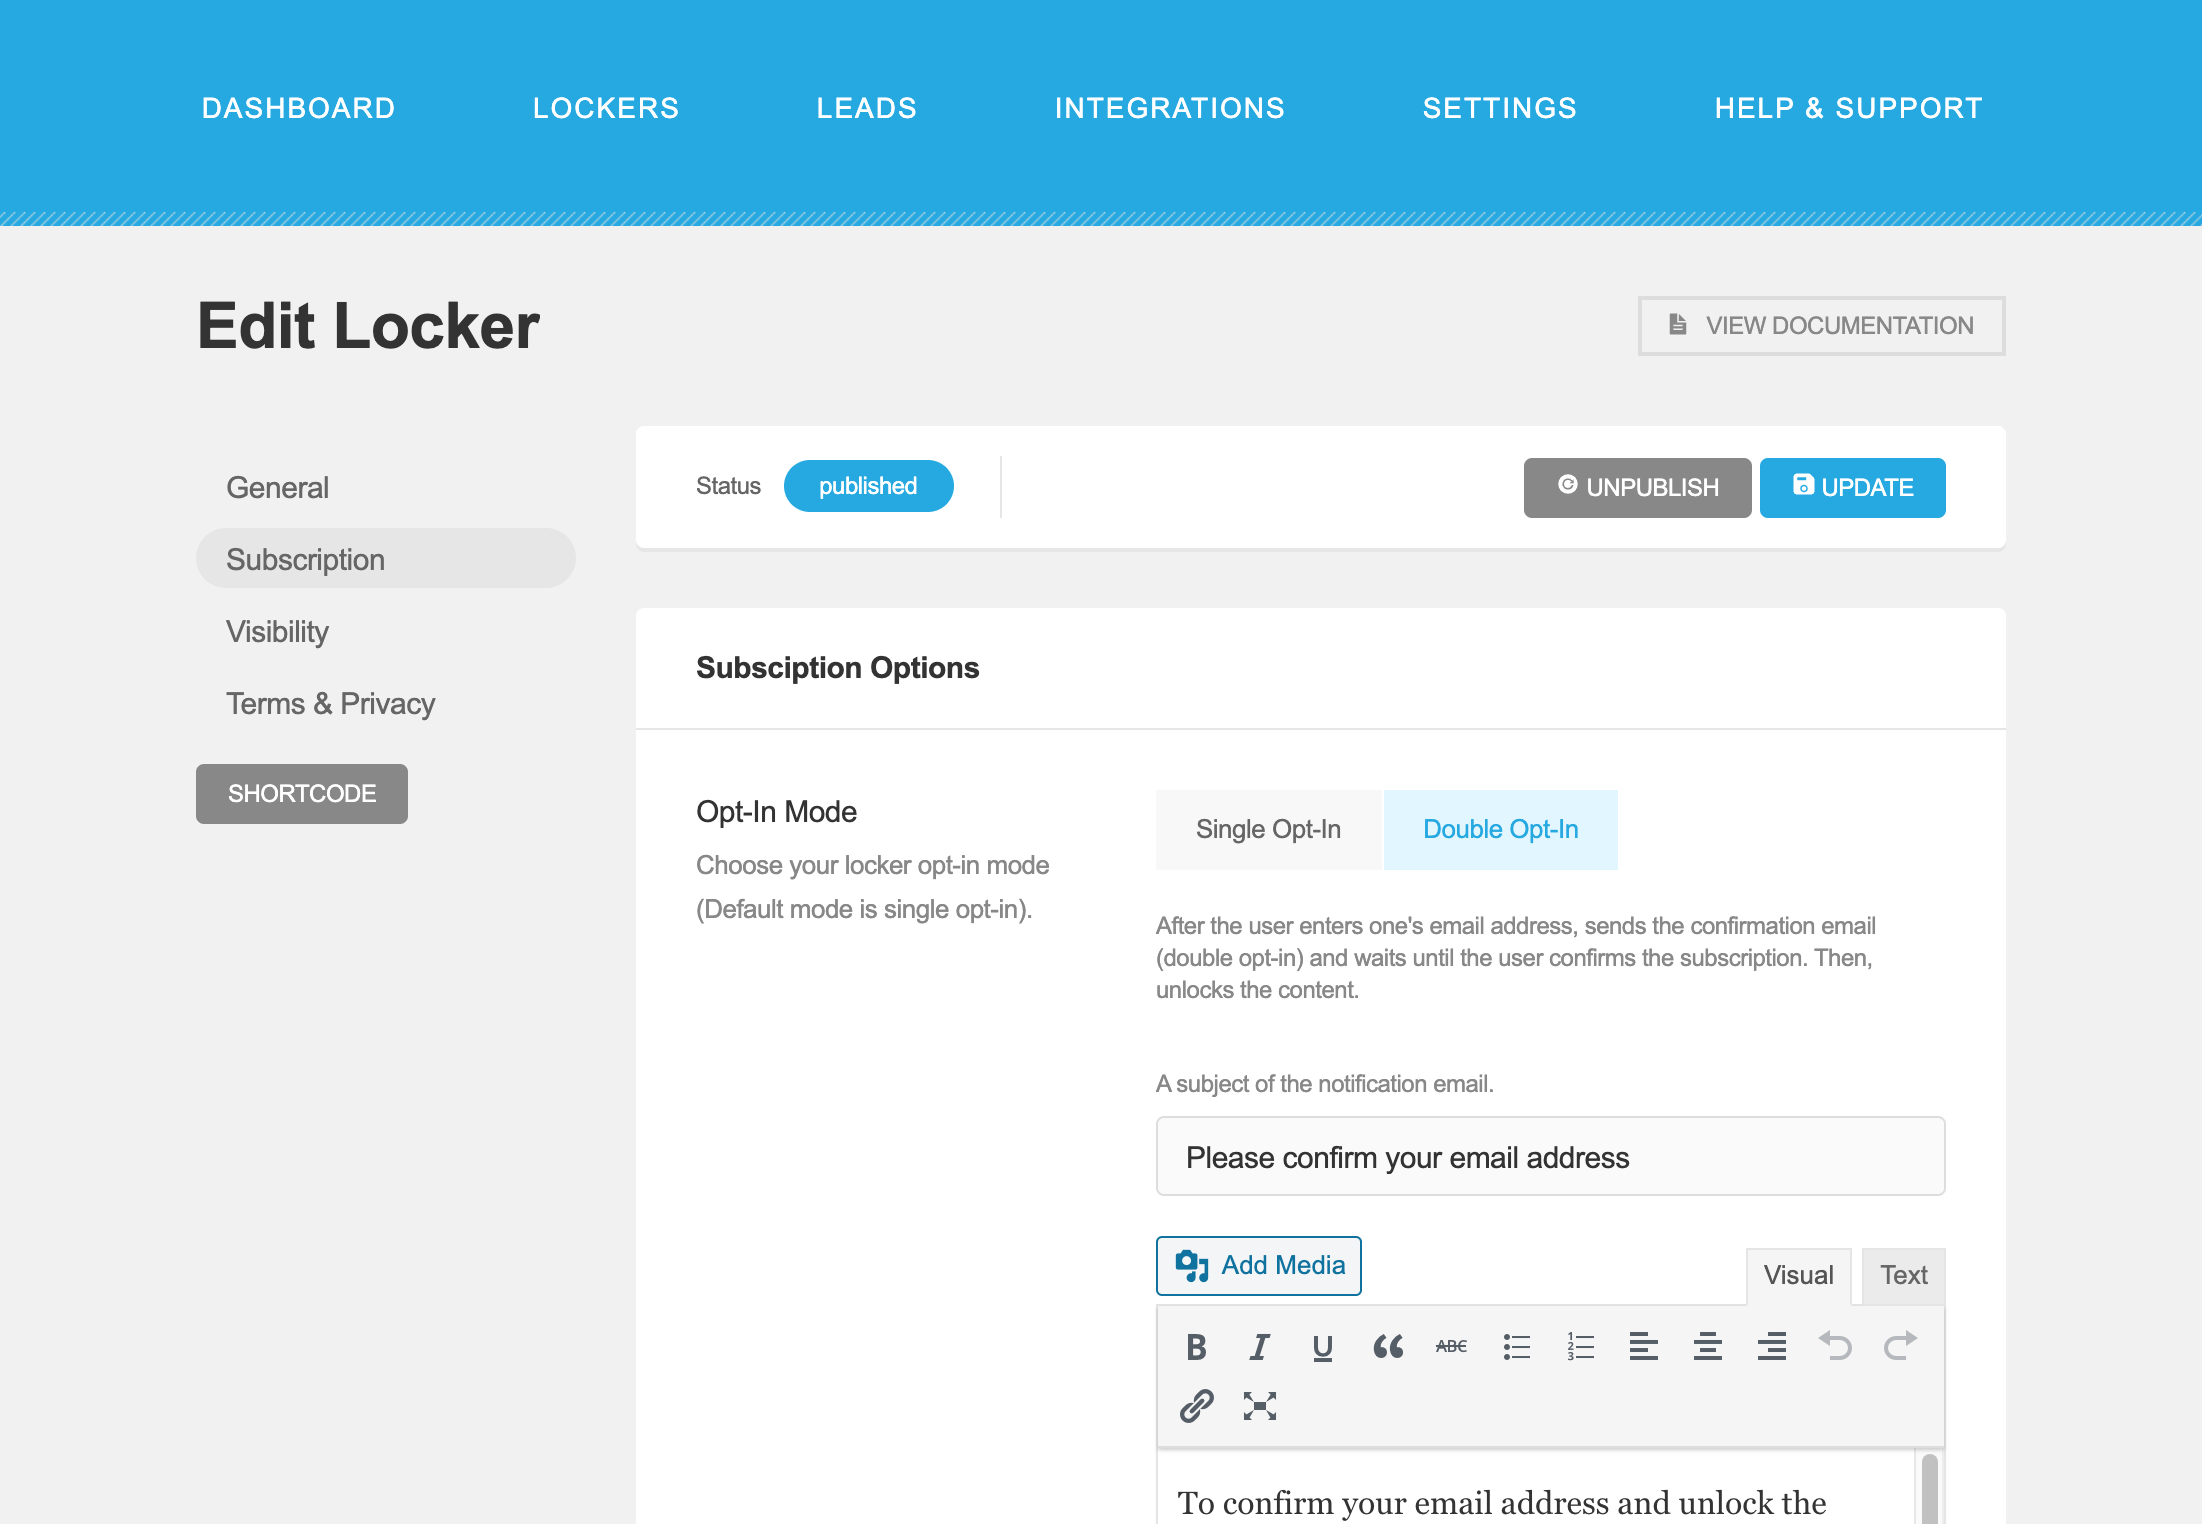 DASHBOARD LOCKERS LEADS INTEGRATIONS SETTINGS HELP & SUPPORT
Edit Locker
VIEW DOCUMENTATION
General
Subscription
Visibility
Terms & Privacy
SHORTCODE
Status published
UNPUBLISH UPDATE
Subsciption Options
Opt-In Mode
Choose your locker opt-in mode
(Default mode is single opt-in).
Single Opt-In Double Opt-In
After the user enters one's email address, sends the confirmation email
(double opt-in) and waits until the user confirms the subscription. Then,
unlocks the content.
A subject of the notification email.
Please confirm your email address
Add Media
Visual Text
B I U ABC
To confirm your email address and unlock the